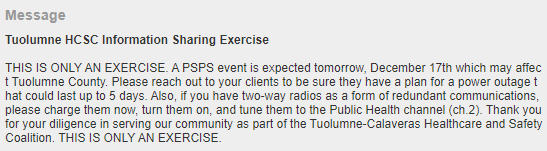 Message
Tuolumne HCSC Information Sharing Exercise
THIS IS ONLY AN EXERCISE. A PSPS event is expected tomorrow, December 17th which may affec
t Tuolumne County. Please reach out to your clients to be sure they have a plan for a power outage t
hat could last up to 5 days. Also, if you have two-way radios as a form of redundant communications,
please charge them now, turn them on, and tune them to the Public Health channel (ch.2). Thank you
for your diligence in serving our community as part of the Tuolumne-Calaveras Healthcare and Safety
Coalition. THIS IS ONLY AN EXERCISE.